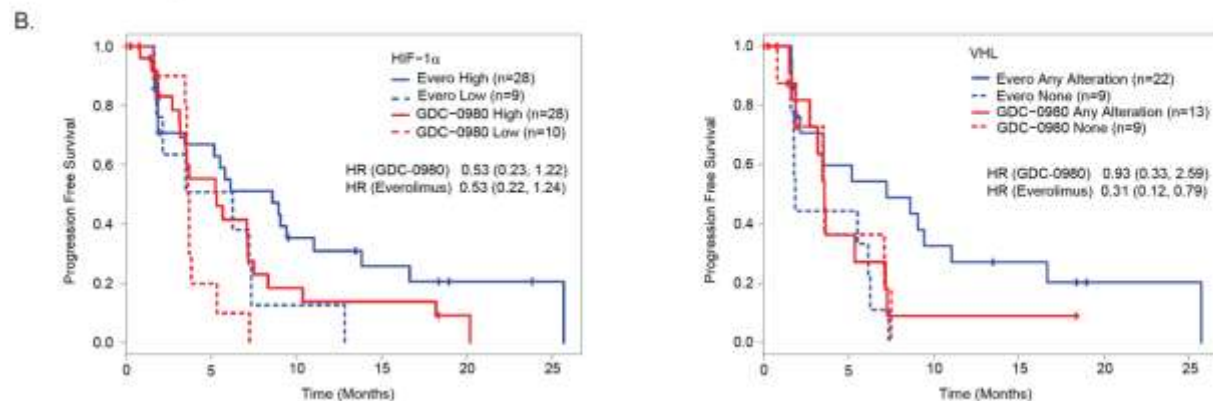 B.
HIF-1α
Evero High (n=28)
Evero Low (n=9)
GDC-0980 High (n=28)
GDC-0980 Low (n=10)
HR (GDC-0980) 0.53 (0.23, 1.22)
HR (Everolimus) 0.53 (0.22, 1.24)
Progression Free Survival
1.0
0.8
0.6
0.4
0.2
0.0
0 5 10 15 20 25
Time (Months)
VHL
Evero Any Alteration (n=22)
Evero None (n=9)
GDC-0980 Any Alteration (n=13)
GDC-0980 None (n=9)
HR (GDC-0980) 0.93 (0.33, 2.59)
HR (Everolimus) 0.31 (0.12, 0.79)
Progression Free Survival
1.0
0.8
0.6
0.4
0.2
0.0
0 5 10 15 20 25
Time (Months)